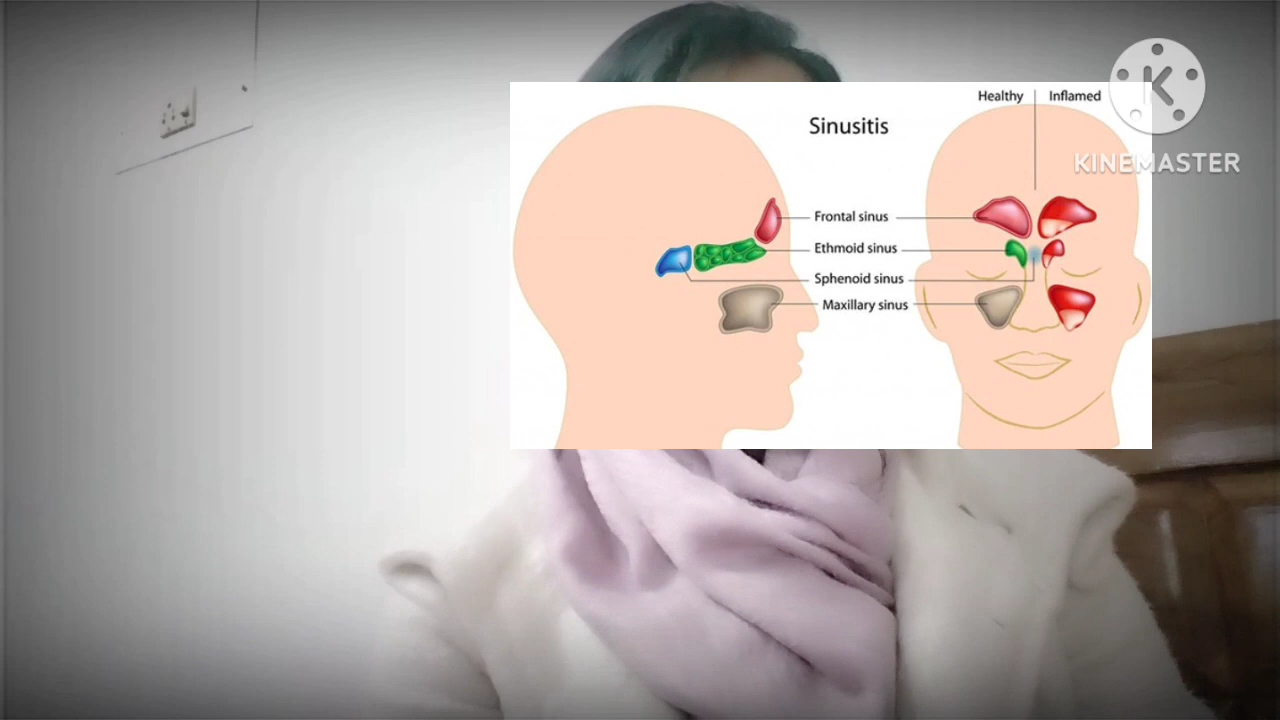 Healthy
Inflamed
Sinusitis
Frontal sinus
Ethmoid sinus
Sphenoid sinus
Maxillary sinus
K
KINEMASTER